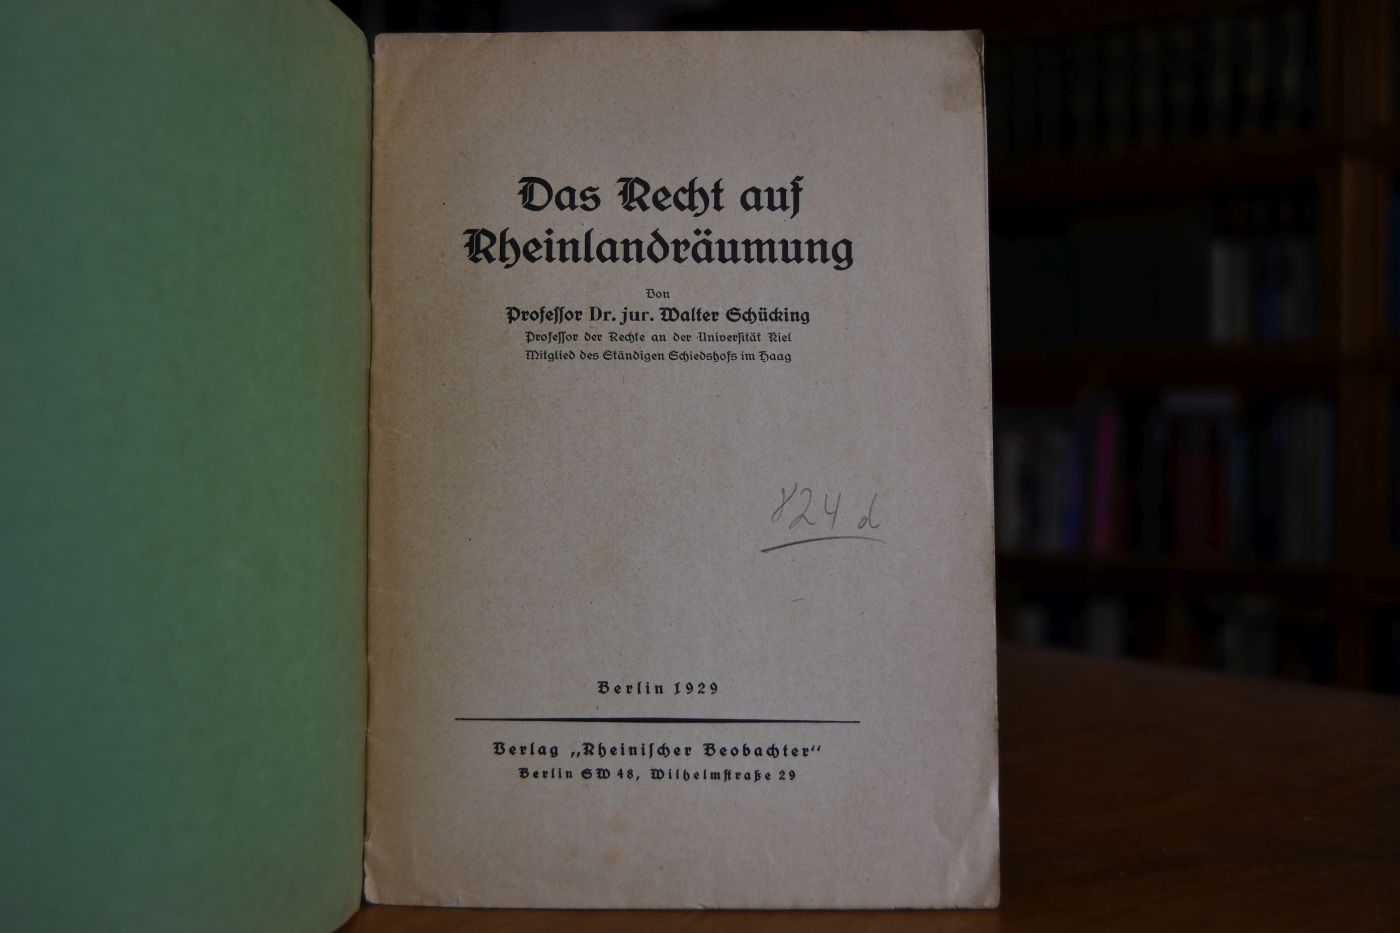 Das Recht auf
Rheinlandräumung
Von
Professor Dr. jur. Walter Schücking
Professor der Rechte an der Universität Kiel
Mitglied des Ständigen Schiedshofs im Haag
824 d
Berlin 1929
Verlag „Rheinischer Beobachter“
Berlin SW 48, Wilhelmstraße 29